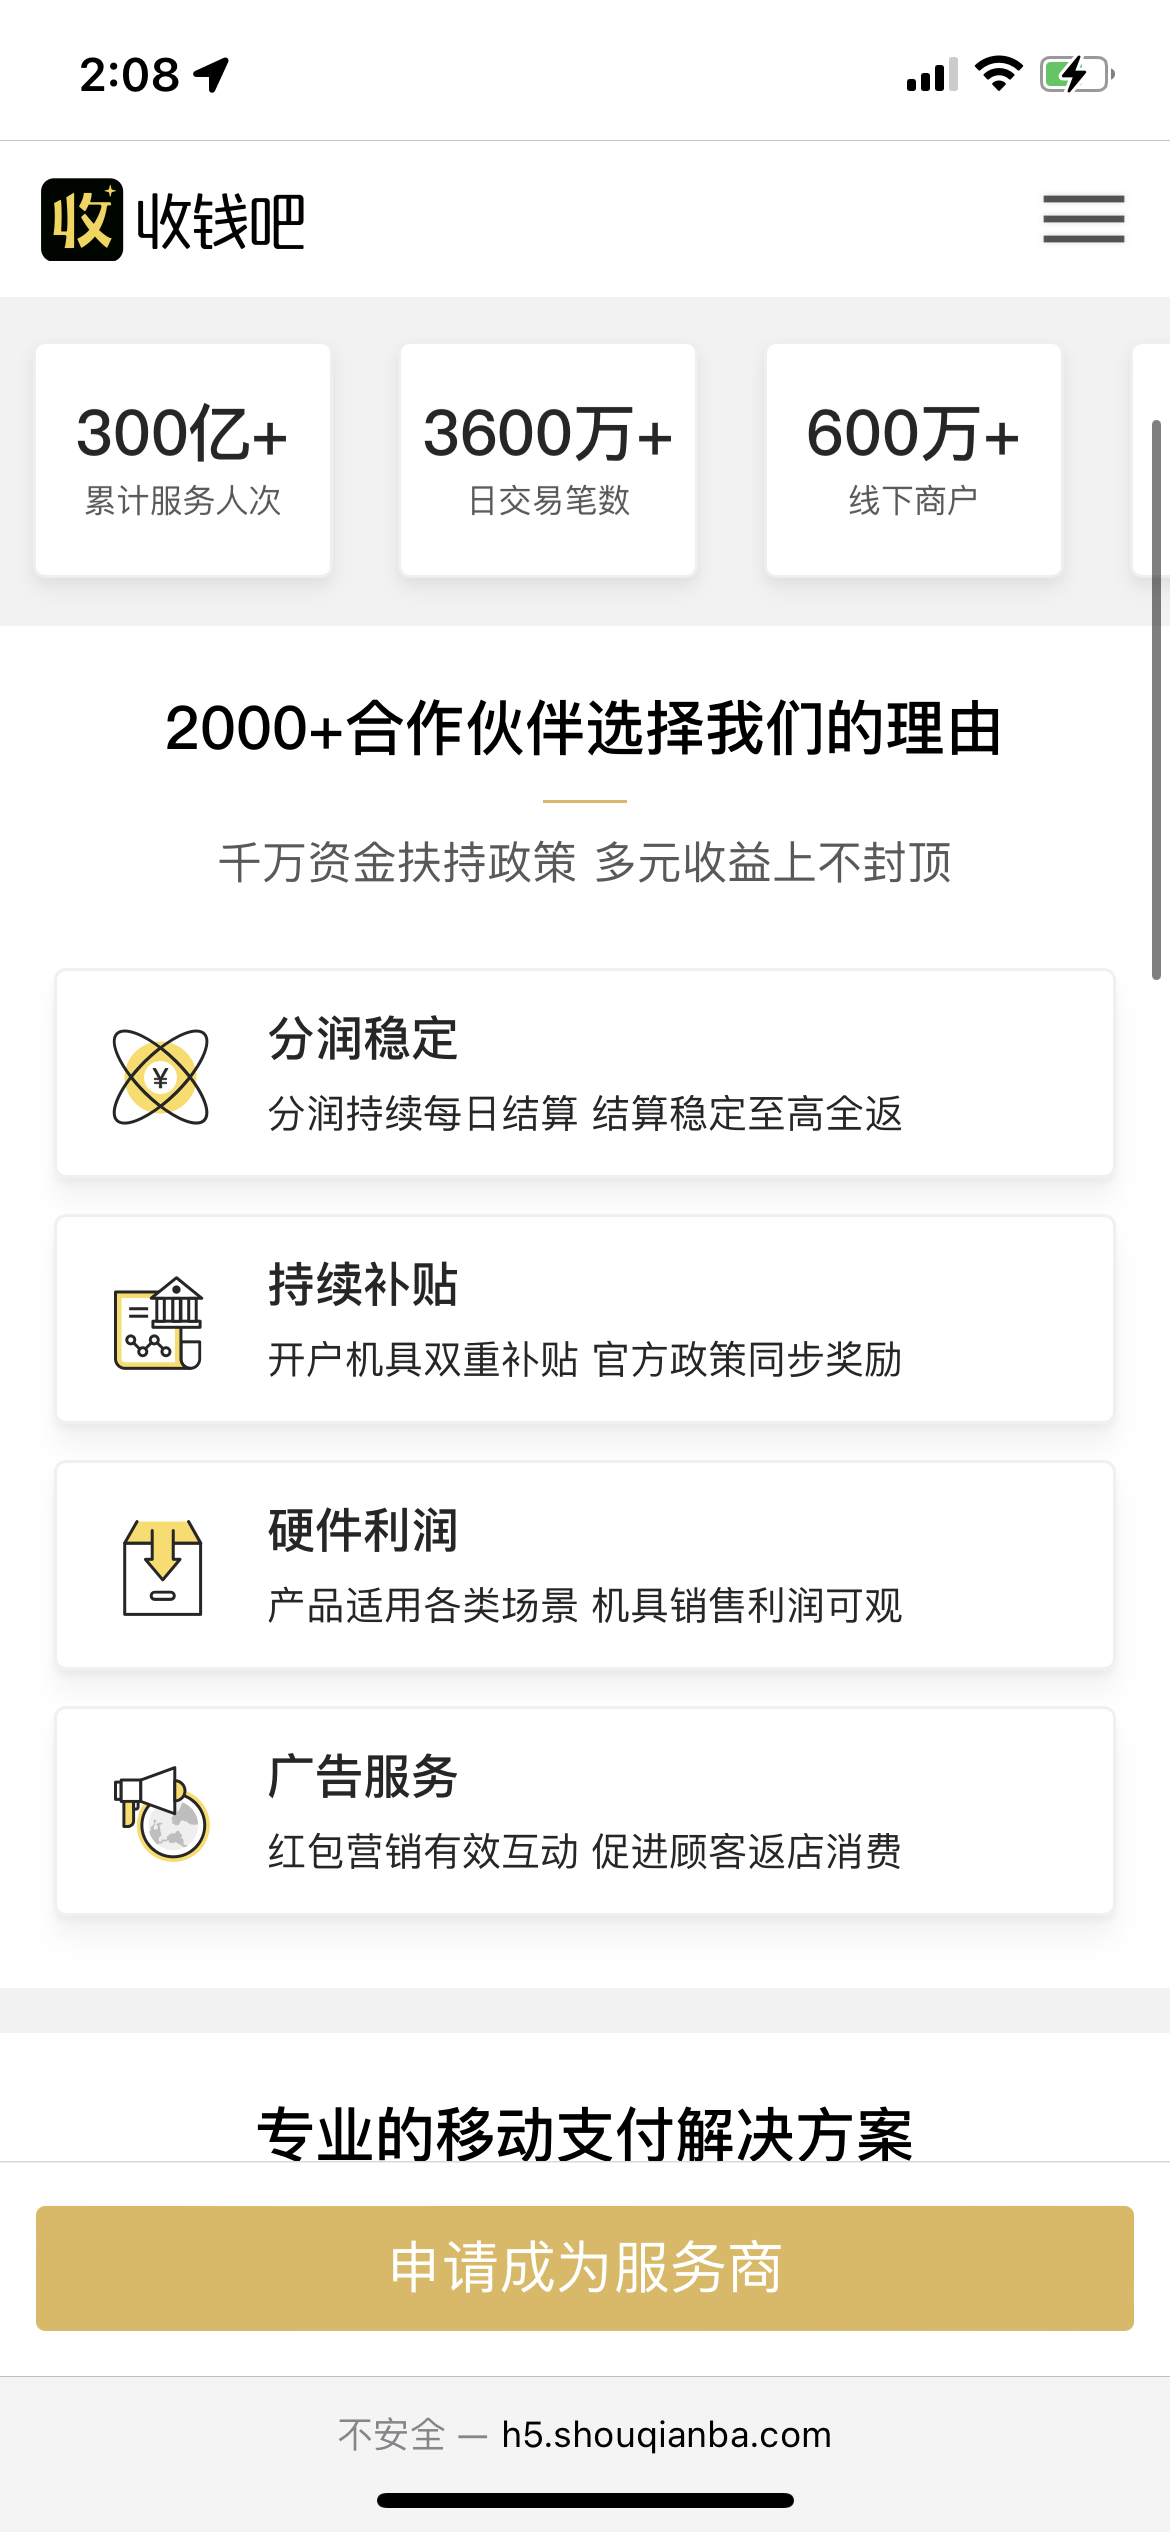 2:08
收 收钱吧
300亿+
累计服务人次
3600万+
日交易笔数
600万+
线下商户
2000+合作伙伴选择我们的理由
千万资金扶持政策 多元收益上不封顶
¥
分润稳定
分润持续每日结算 结算稳定至高全返
持续补贴
开户机具双重补贴 官方政策同步奖励
硬件利润
产品适用各类场景 机具销售利润可观
广告服务
红包营销有效互动 促进顾客返店消费
专业的移动支付解决方案
申请成为服务商
不安全 — h5.shouqianba.com